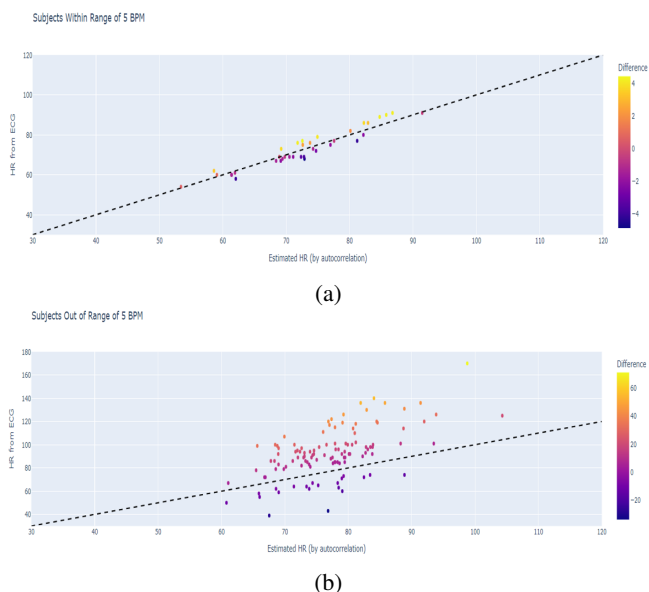 Subjects Within Range of 5 BPM
Difference
120
100
80
60
40
HR from ECG
4
2
0
−2
−4
30 40 50 60 70 80 90 100 110 120
Estimated HR (by autocorrelation)
(a)
Subjects Out of Range of 5 BPM
Difference
180
160
140
120
100
80
60
40
HR from ECG
60
40
20
0
−20
30 40 50 60 70 80 90 100 110 120
Estimated HR (by autocorrelation)
(b)